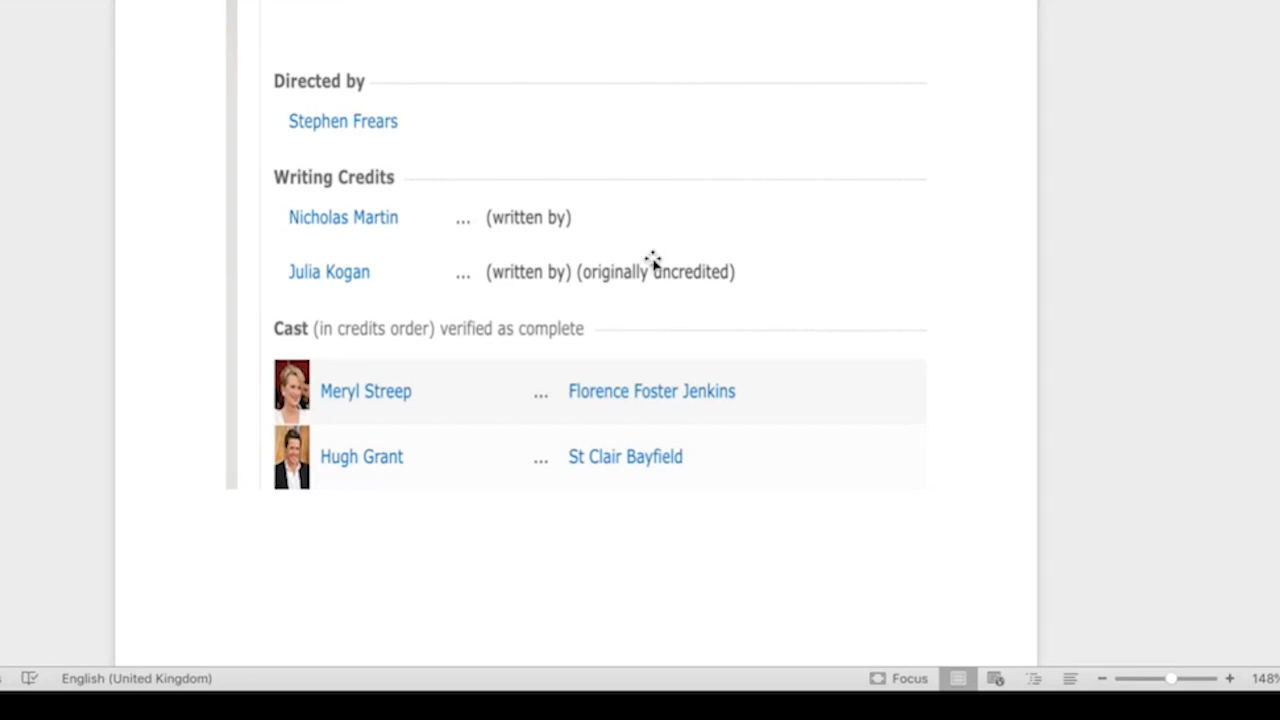 Directed by
Stephen Frears
Writing Credits
Nicholas Martin ... (written by)
Julia Kogan ... (written by) (originally uncredited)
Cast (in credits order) verified as complete
Meryl Streep ... Florence Foster Jenkins
Hugh Grant ... St Clair Bayfield
English (United Kingdom) Focus 148%